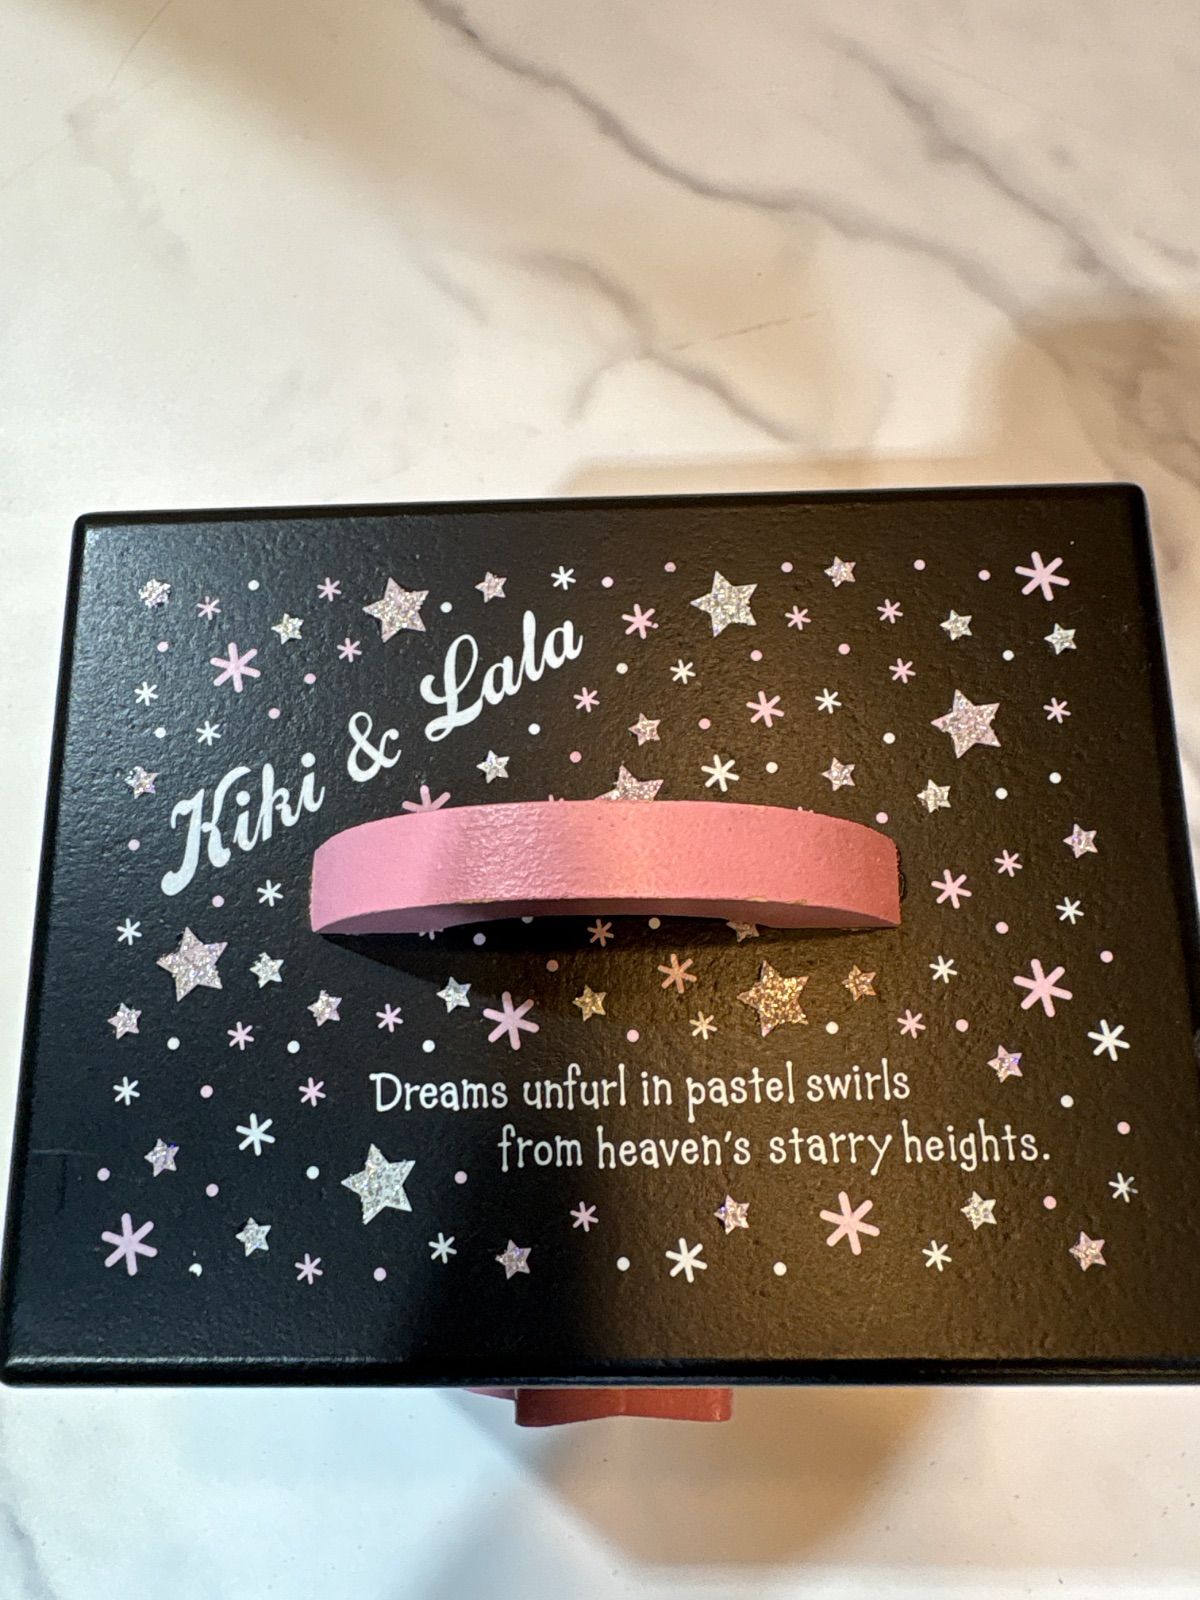 Kiki & Lala
Dreams unfurl in pastel swirls
from heaven's starry heights.